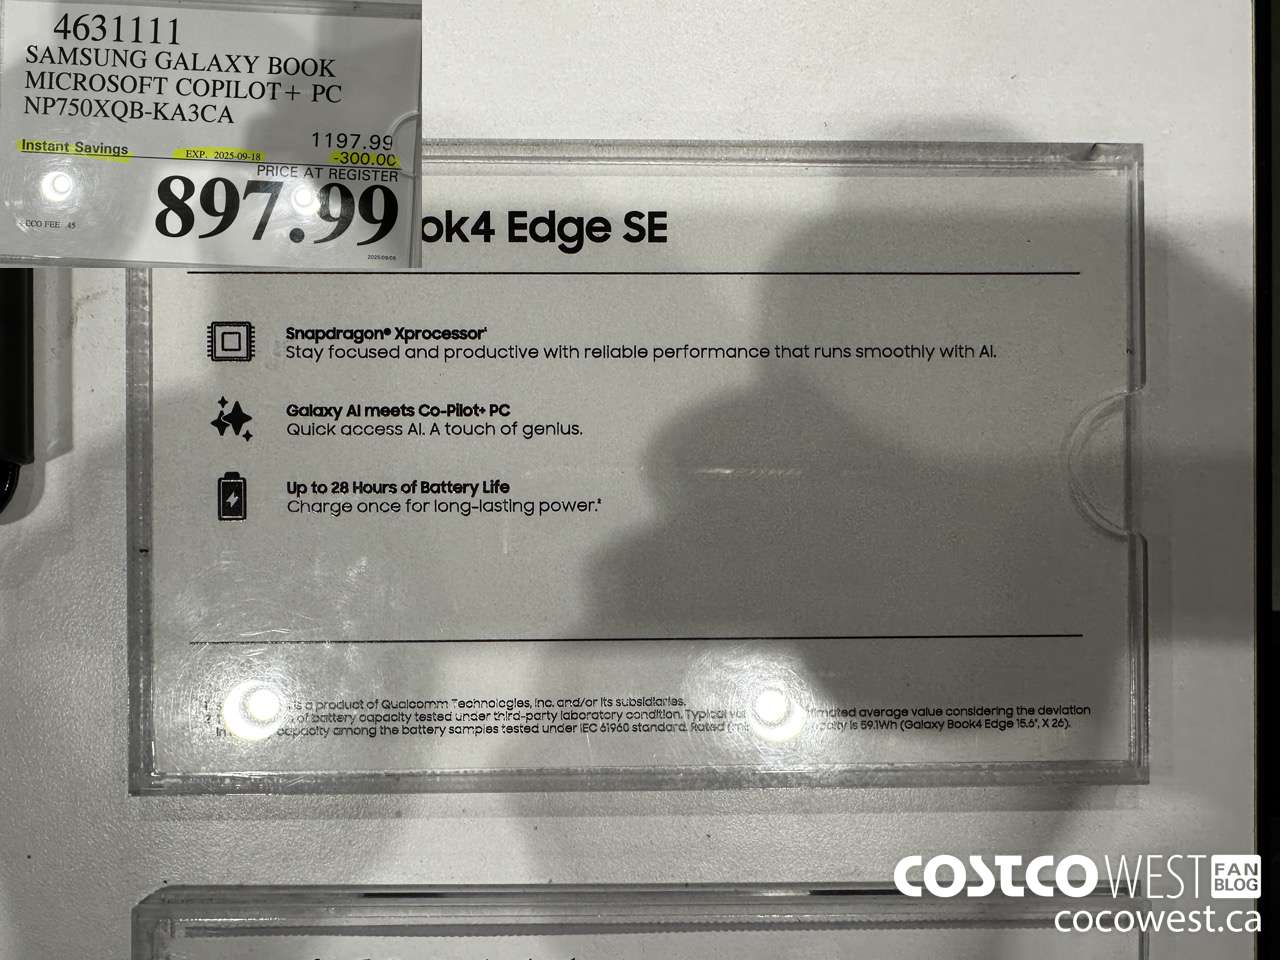 4631111
SAMSUNG GALAXY BOOK
MICROSOFT COPILOT+ PC
NP750XQB-KA3CA
1197.99
Instant Savings EXP. 2025-09-18 -300.00
PRICE AT REGISTER
897.99
ECO FEE .45
ok4 Edge SE
Snapdragon® Xprocessor¹
Stay focused and productive with reliable performance that runs smoothly with AI.
Galaxy AI meets Co-Pilot+ PC
Quick access AI. A touch of genius.
Up to 28 Hours of Battery Life
Charge once for long-lasting power.²
is a product of Qualcomm Technologies, Inc. and/or its subsidiaries.
of battery capacity tested under third-party laboratory condition. Typical average value considering the deviation
in capacity among the battery samples tested under IEC 61960 standard. Rated is 59.1Wh (Galaxy Book4 Edge 15.6", X 26).
COSTCO WEST FAN BLOG
cocowest.ca